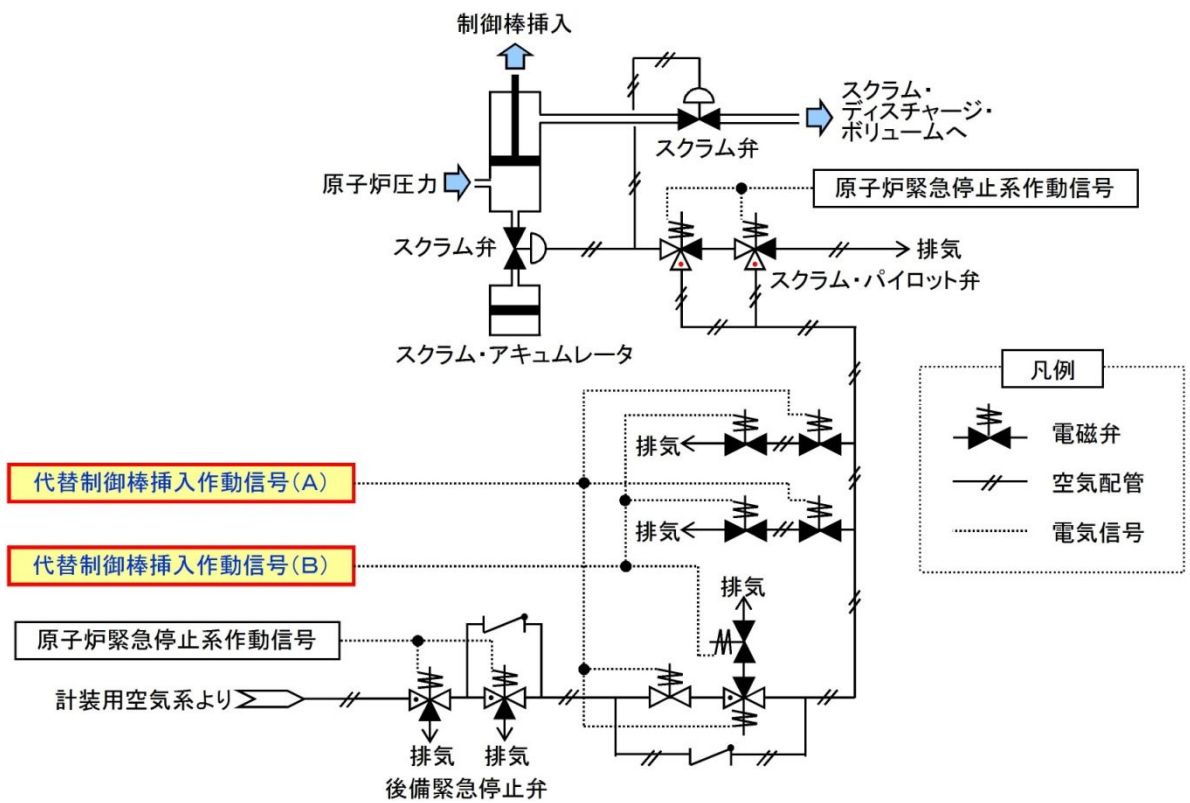 制御棒挿入
スクラム・
ディスチャージ・
ボリュームへ
スクラム弁
原子炉圧力
原子炉緊急停止系作動信号
スクラム弁
排気
スクラム・パイロット弁
スクラム・アキュムレータ
凡例
電磁弁
空気配管
電気信号
排気
代替制御棒挿入作動信号(A)
排気
代替制御棒挿入作動信号(B)
排気
原子炉緊急停止系作動信号
計装用空気系より
排気
排気
後備緊急停止弁